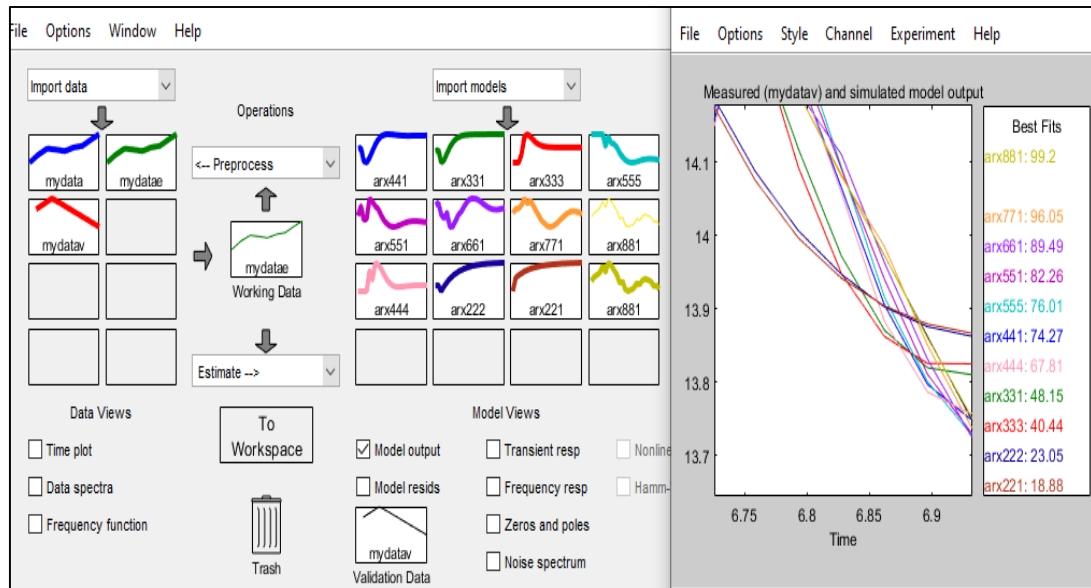 File Options Window Help
Import data
Import models
Operations
mydata mydatae
<-- Preprocess
arx441 arx331 arx333 arx555
mydatav
arx551 arx661 arx771 arx881
mydatae
Working Data
arx444 arx222 arx221 arx881
Estimate -->
Data Views
To
Workspace
Model Views
Time plot
Model output
Transient resp
Nonline
Data spectra
Model resids
Frequency resp
Hamm-
Frequency function
Zeros and poles
mydatav
Noise spectrum
Trash
Validation Data
File Options Style Channel Experiment Help
Measured (mydatav) and simulated model output
14.1
14
13.9
13.8
13.7
6.75 6.8 6.85 6.9
Time
Best Fits
arx881: 99.2
arx771: 96.05
arx661: 89.49
arx551: 82.26
arx555: 76.01
arx441: 74.27
arx444: 67.81
arx331: 48.15
arx333: 40.44
arx222: 23.05
arx221: 18.88